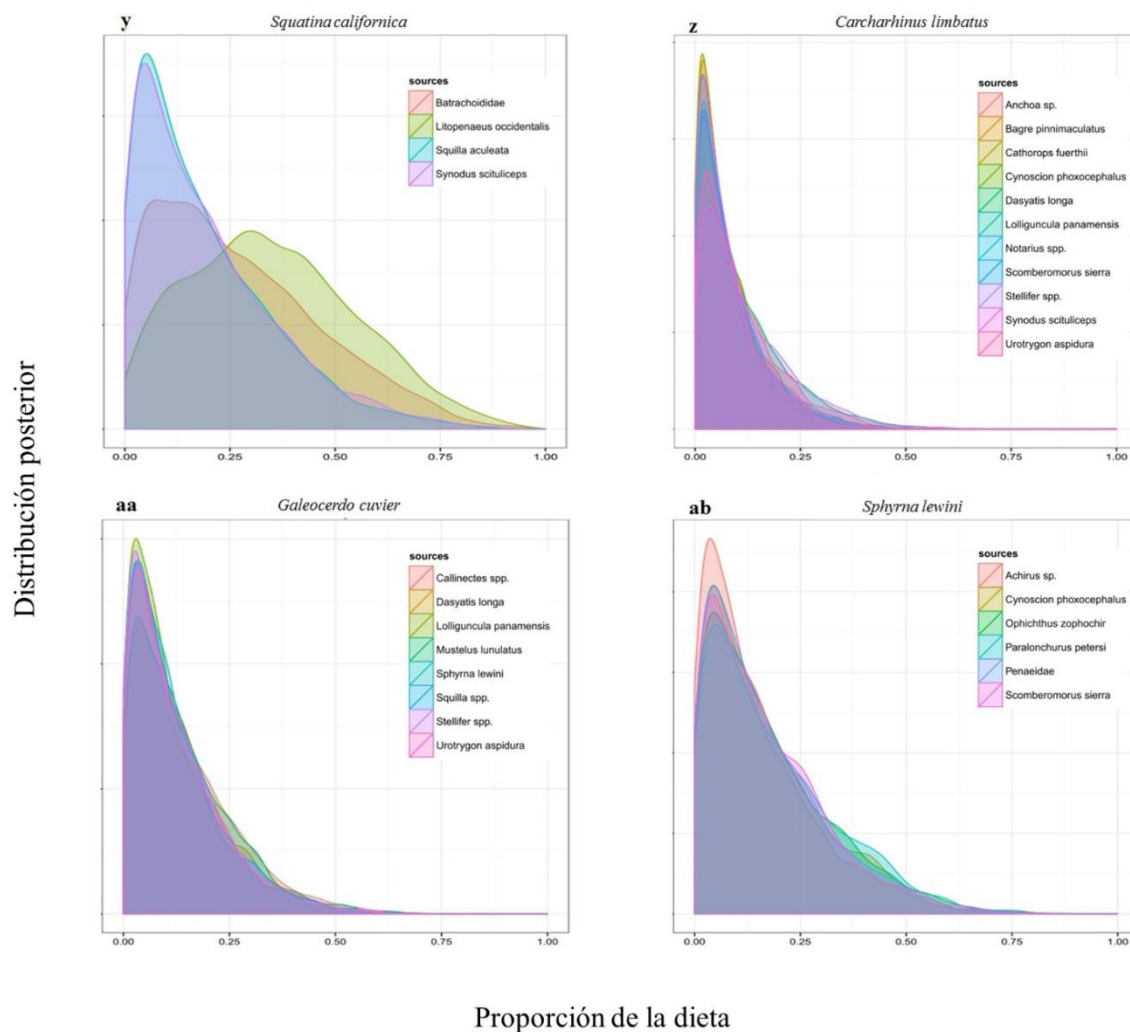 y
Squatina californica
sources
Batrachoididae
Litopenaeus occidentalis
Squilla aculeata
Synodus scituliceps
0.00 0.25 0.50 0.75 1.00
z
Carcharhinus limbatus
sources
Anchoa sp.
Bagre pinnimaculatus
Cathorops fuerthii
Cynoscion phoxocephalus
Dasyatis longa
Lolliguncula panamensis
Notarius spp.
Scomberomorus sierra
Stellifer spp.
Synodus scituliceps
Urotrygon aspidura
0.00 0.25 0.50 0.75 1.00
Distribución posterior
aa
Galeocerdo cuvier
sources
Callinectes spp.
Dasyatis longa
Lolliguncula panamensis
Mustelus lunulatus
Sphyrna lewini
Squilla spp.
Stellifer spp.
Urotrygon aspidura
0.00 0.25 0.50 0.75 1.00
ab
Sphyrna lewini
sources
Achirus sp.
Cynoscion phoxocephalus
Ophichthus zophochir
Paralonchurus petersi
Penaeidae
Scomberomorus sierra
0.00 0.25 0.50 0.75 1.00
Proporción de la dieta